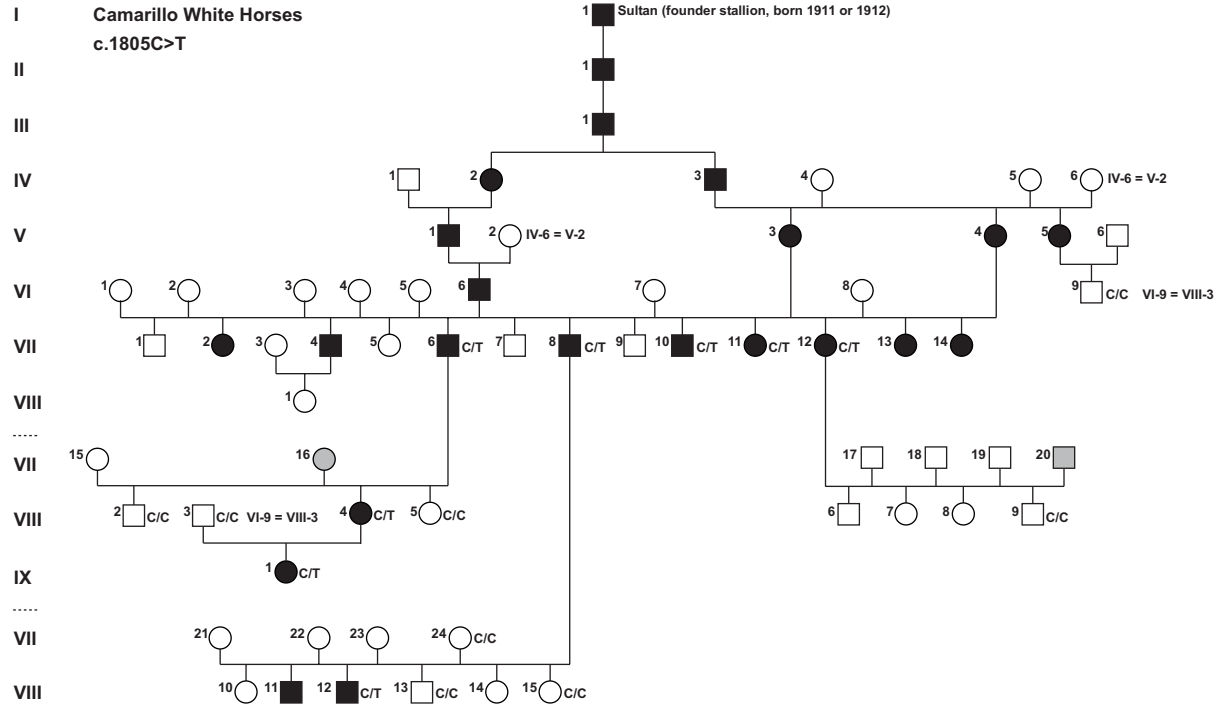 I Camarillo White Horses 1 Sultan (founder stallion, born 1911 or 1912)
c.1805C>T
II 1
III 1
IV 1 2 3 4 5 6 IV-6 = V-2
V 1 2 IV-6 = V-2 3 4 5 6
VI 1 2 3 4 5 6 7 8 9 C/C VI-9 = VIII-3
VII 1 2 3 4 5 6 C/T 7 8 C/T 9 10 C/T 11 C/T 12 C/T 13 14
VIII 1
VII 15 16 17 18 19 20
VIII 2 C/C 3 C/C VI-9 = VIII-3 4 C/T 5 C/C 6 7 8 9 C/C
IX 1 C/T
VII 21 22 23 24 C/C
VIII 10 11 12 C/T 13 C/C 14 15 C/C